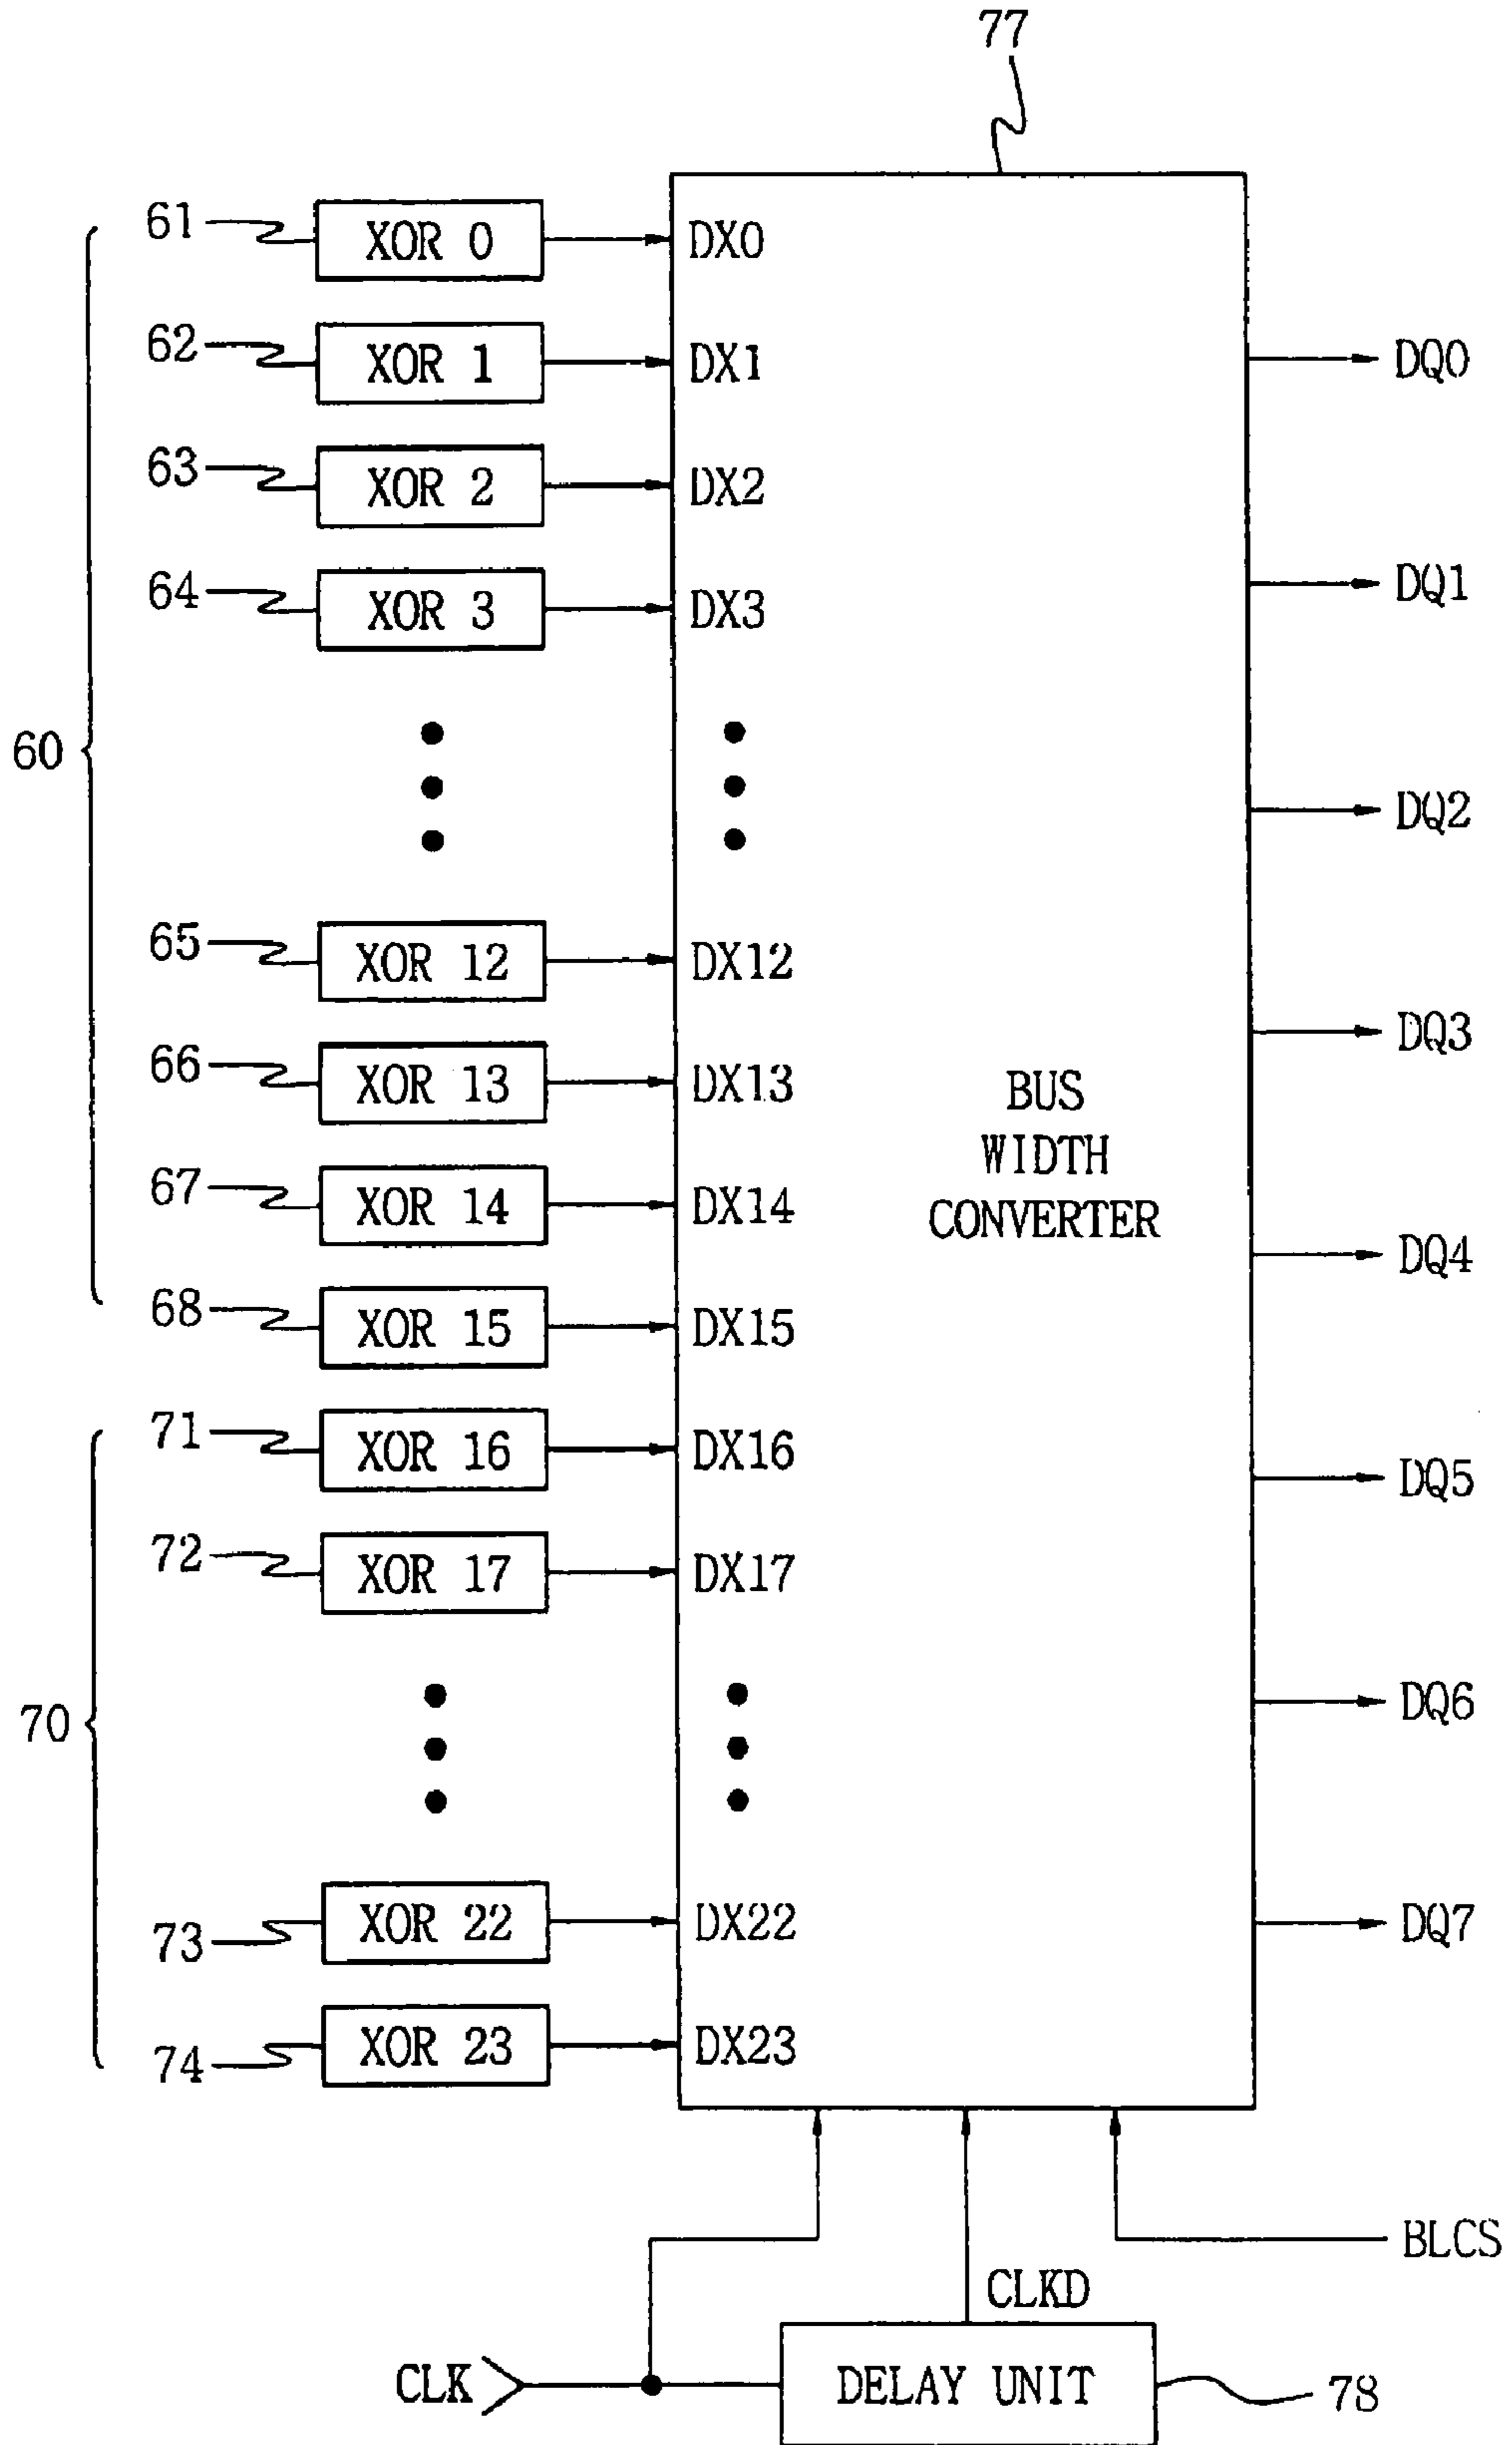 77
61 XOR 0 DX0
62 XOR 1 DX1 DQ0
63 XOR 2 DX2
64 XOR 3 DX3 DQ1
60
DQ2
65 XOR 12 DX12
66 XOR 13 DX13 DQ3
BUS
WIDTH
CONVERTER
67 XOR 14 DX14
DQ4
68 XOR 15 DX15
71 XOR 16 DX16
DQ5
72 XOR 17 DX17
70
DQ6
73 XOR 22 DX22 DQ7
74 XOR 23 DX23
BLCS
CLKD
CLK DELAY UNIT 78